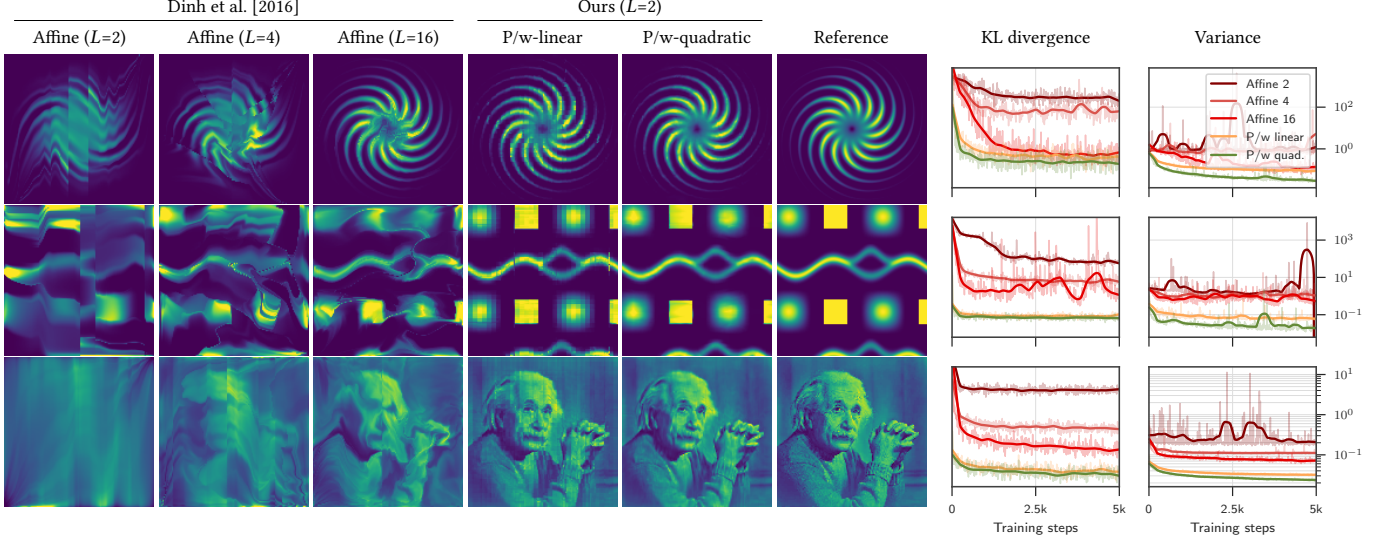 Dinh et al. [2016]
Ours (L=2)
Affine (L=2)
Affine (L=4)
Affine (L=16)
P/w-linear
P/w-quadratic
Reference
KL divergence
Variance
Affine 2
Affine 4
Affine 16
P/w linear
P/w quad.
10²
10⁰
10³
10¹
10⁻¹
10¹
10⁰
10⁻¹
0 2.5k 5k
0 2.5k 5k
Training steps
Training steps